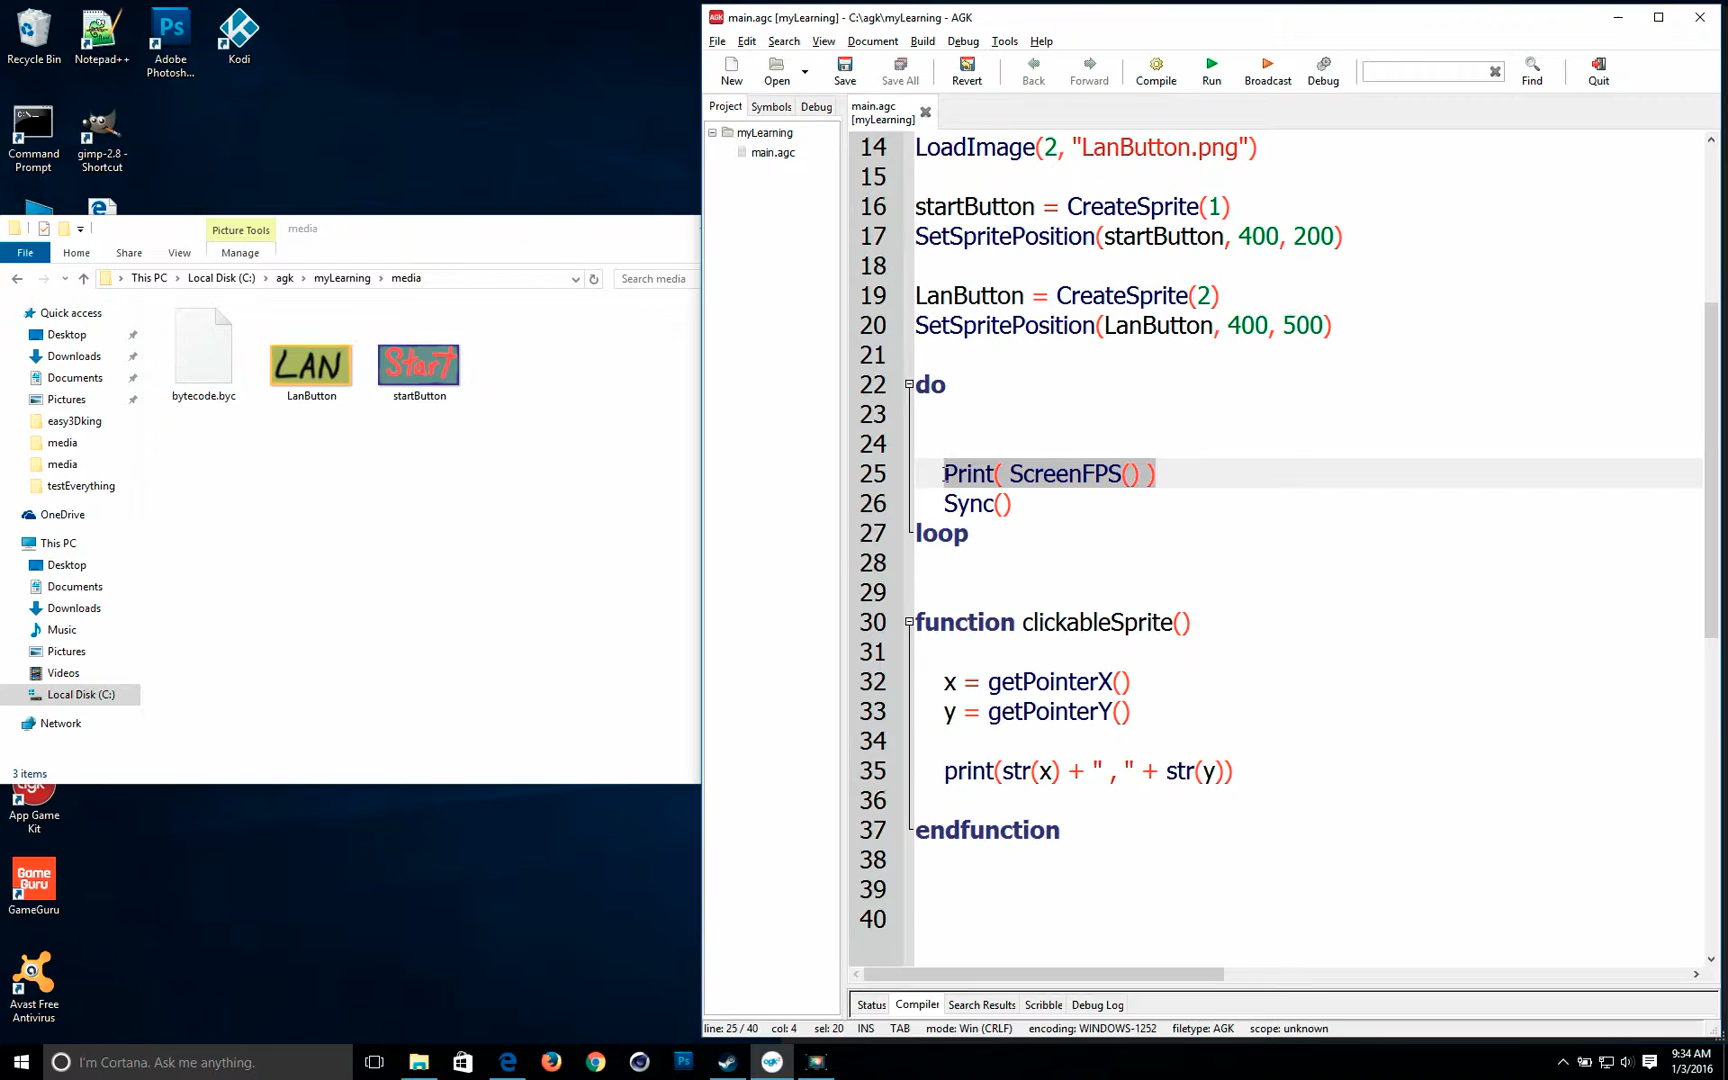 Recycle Bin
Notepad++
Adobe
Photosh...
Kodi
Command
Prompt
gimp-2.8 -
Shortcut
Picture Tools
media
File
Home
Share
View
Manage
This PC
Local Disk (C:)
agk
myLearning
media
Search media
Quick access
Desktop
Downloads
Documents
Pictures
easy3Dking
media
media
testEverything
OneDrive
This PC
Desktop
Documents
Downloads
Music
Pictures
Videos
Local Disk (C:)
Network
3 items
bytecode.byc
LAN
LanButton
Start
startButton
App Game
Kit
GAME
GURU
GameGuru
Avast Free
Antivirus
AGK
main.agc [myLearning] - C:\agk\myLearning - AGK
File Edit Search View Document Build Debug Tools Help
New Open Save Save All Revert Back Forward Compile Run Broadcast Debug Find Quit
Project Symbols Debug
myLearning
main.agc
main.agc
[myLearning]
14 LoadImage(2, "LanButton.png")
15
16 startButton = CreateSprite(1)
17 SetSpritePosition(startButton, 400, 200)
18
19 LanButton = CreateSprite(2)
20 SetSpritePosition(LanButton, 400, 500)
21
22 do
23
24
25 Print( ScreenFPS() )
26 Sync()
27 loop
28
29
30 function clickableSprite()
31
32 x = getPointerX()
33 y = getPointerY()
34
35 print(str(x) + " , " + str(y))
36
37 endfunction
38
39
40
Status Compiler Search Results Scribble Debug Log
line: 25 / 40 col: 4 sel: 20 INS TAB mode: Win (CRLF) encoding: WINDOWS-1252 filetype: AGK scope: unknown
I'm Cortana. Ask me anything.
9:34 AM
1/3/2016